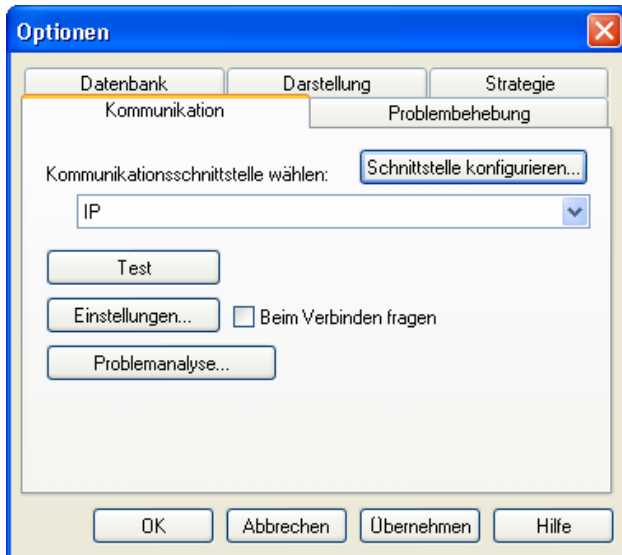 Optionen
Datenbank Darstellung Strategie
Kommunikation Problembehebung
Kommunikationsschnittstelle wählen: Schnittstelle konfigurieren...
IP
Test
Einstellungen... Beim Verbinden fragen
Problemanalyse...
OK Abbrechen Übernehmen Hilfe